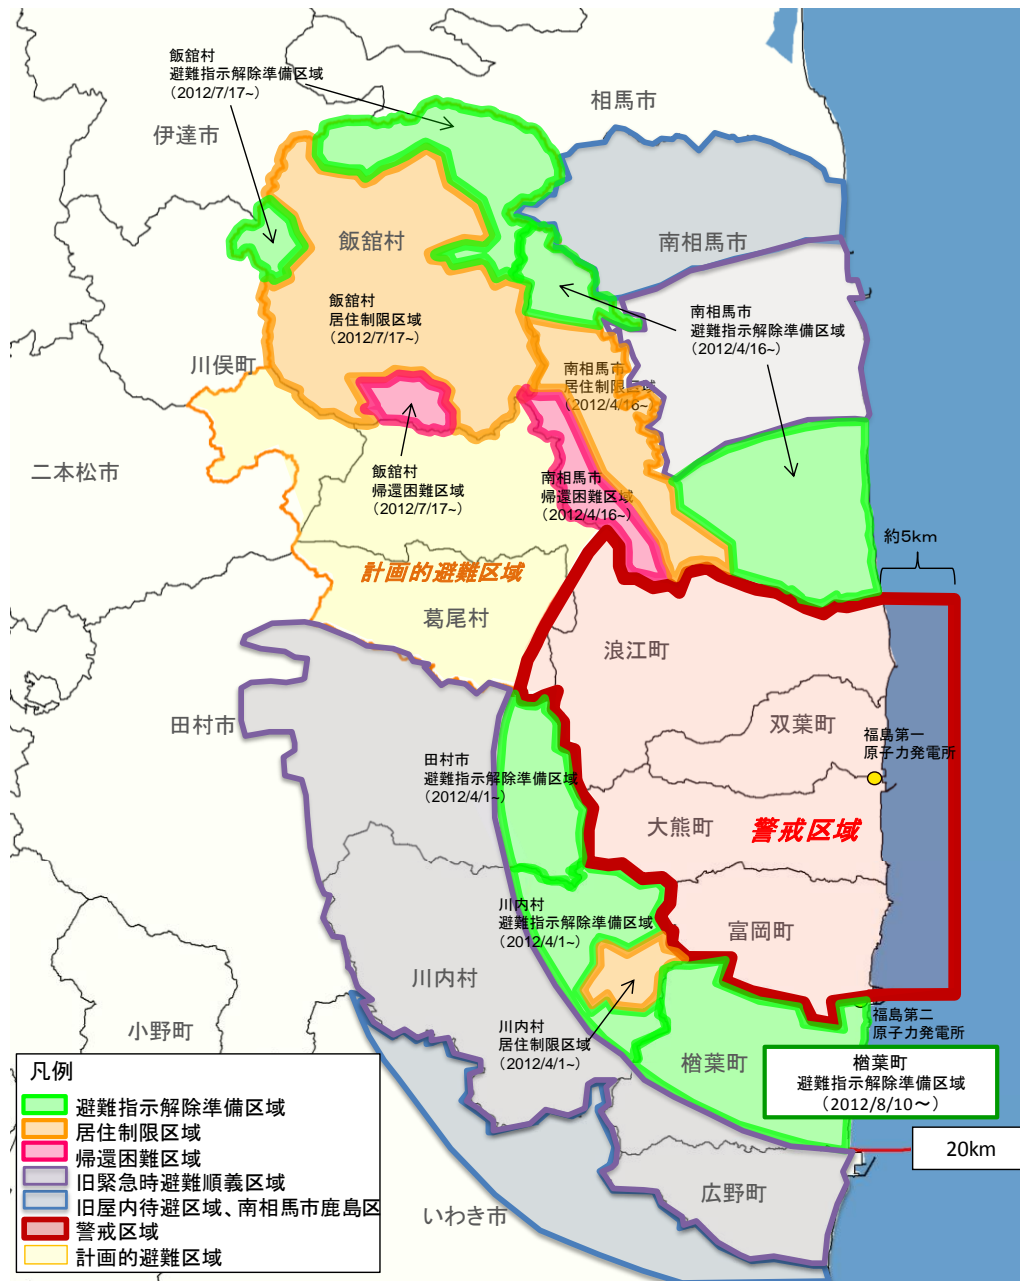 飯舘村
避難指示解除準備区域
（2012/7/17~）
相馬市
伊達市
飯舘村
南相馬市
飯舘村
居住制限区域
（2012/7/17~）
南相馬市
避難指示解除準備区域
（2012/4/16~）
川俣町
南相馬市
居住制限区域
（2012/4/16~）
二本松市
飯舘村
帰還困難区域
（2012/7/17~）
南相馬市
帰還困難区域
（2012/4/16~）
約5km
計画的避難区域
葛尾村
浪江町
田村市
双葉町
福島第一
原子力発電所
田村市
避難指示解除準備区域
（2012/4/1~）
大熊町
警戒区域
川内村
避難指示解除準備区域
（2012/4/1~）
富岡町
川内村
小野町
川内村
居住制限区域
（2012/4/1~）
福島第二
原子力発電所
楢葉町
楢葉町
避難指示解除準備区域
（2012/8/10～）
20km
広野町
いわき市
凡例
避難指示解除準備区域
居住制限区域
帰還困難区域
旧緊急時避難順義区域
旧屋内待避区域、南相馬市鹿島区
警戒区域
計画的避難区域